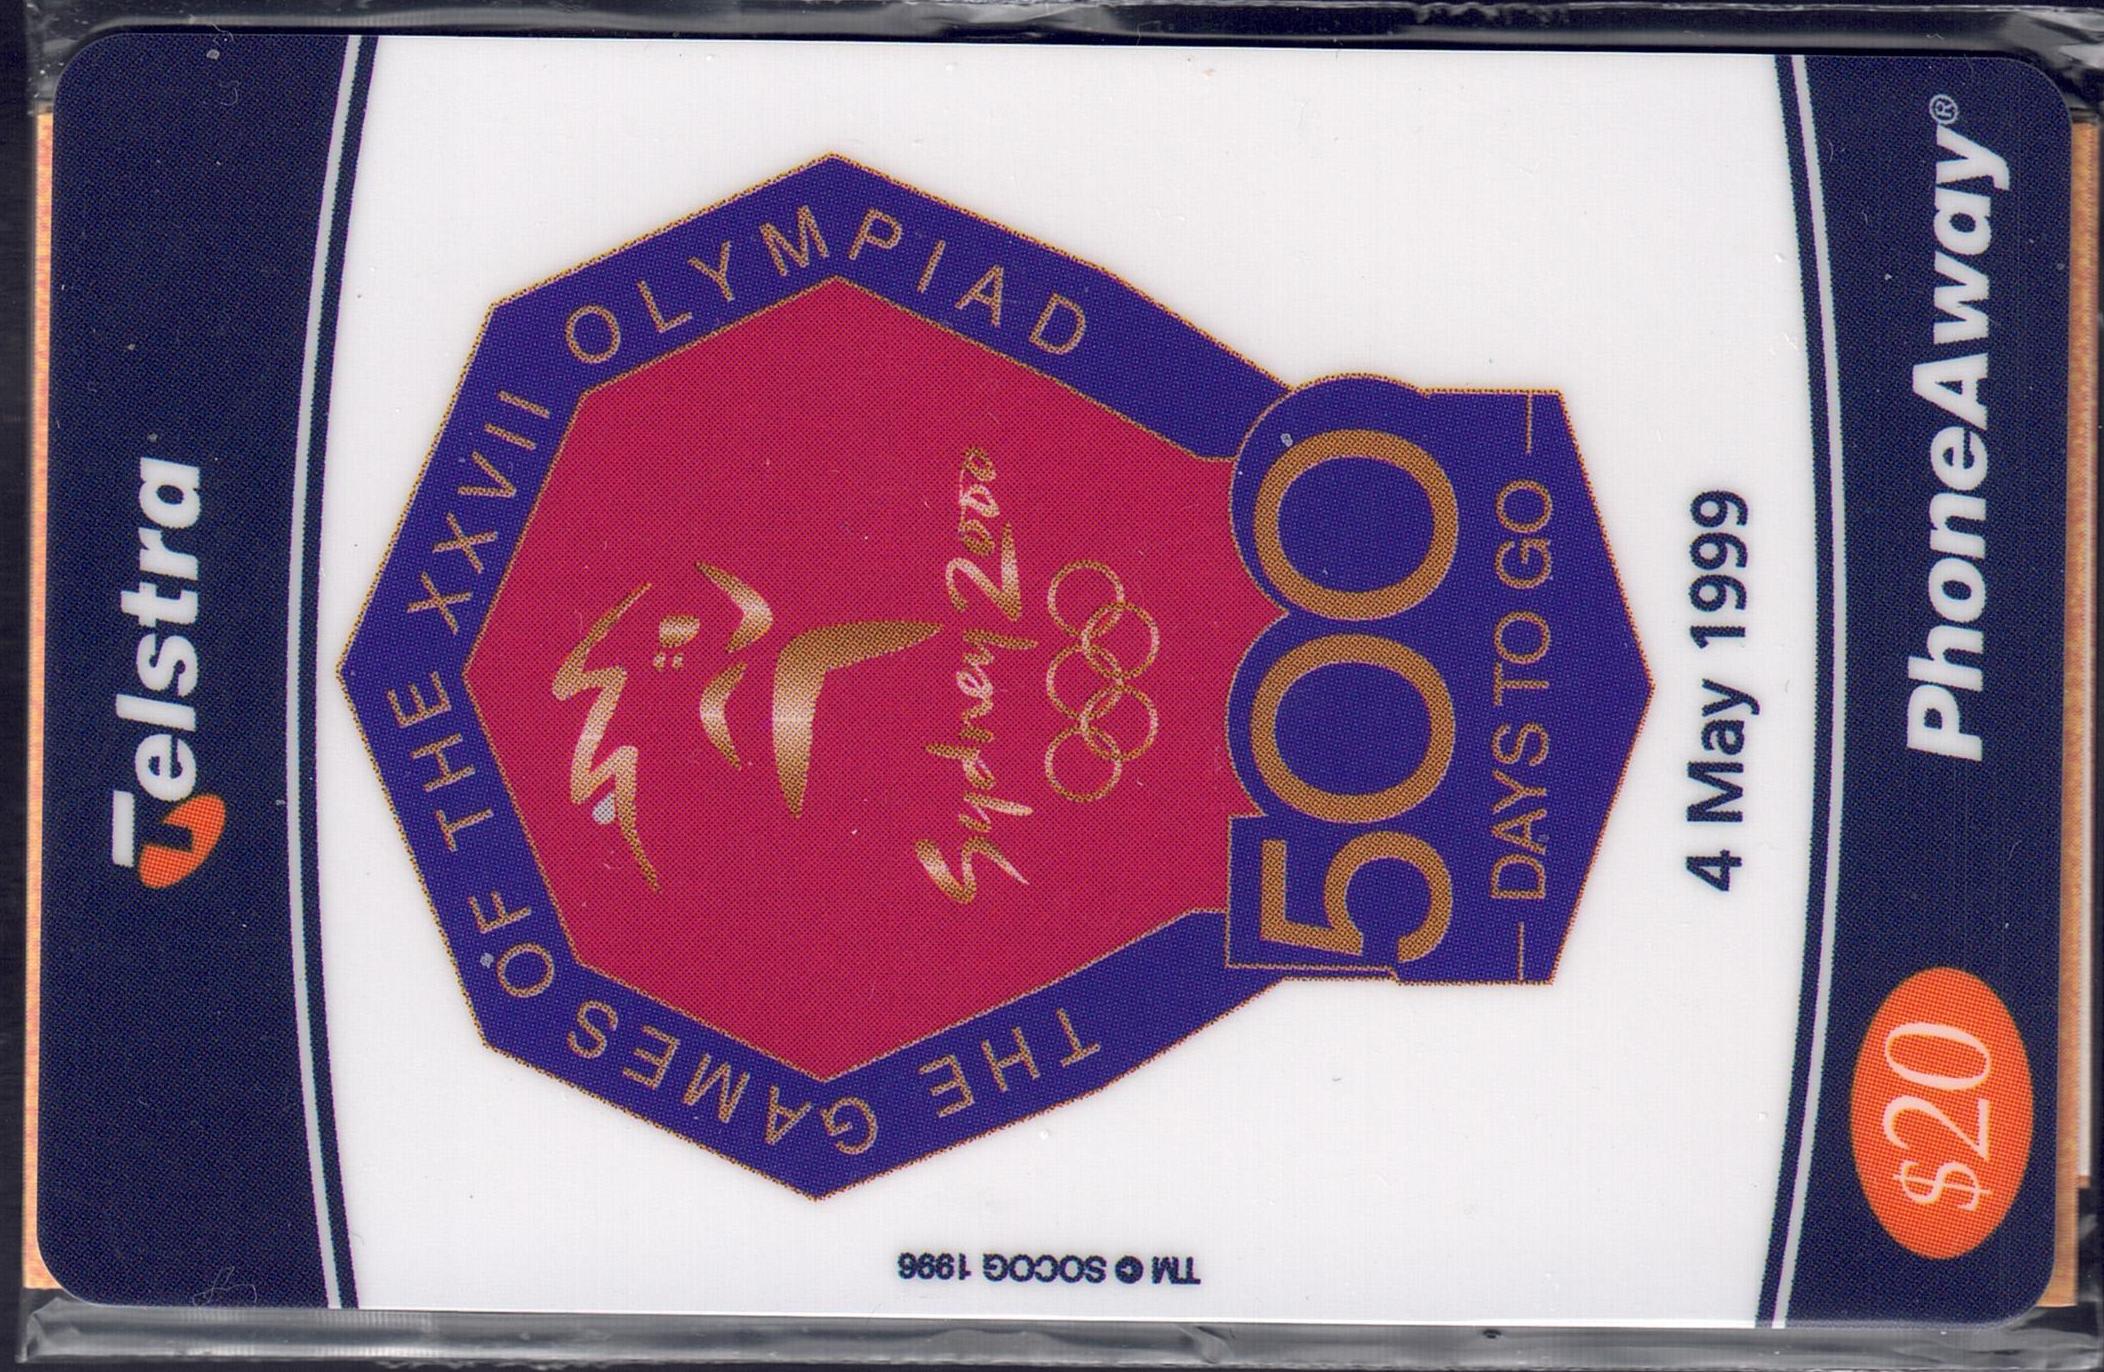 Telstra
THE GAMES OF THE XXVII OLYMPIAD
Sydney 2000
500
DAYS TO GO
4 May 1999
TM © SOCOG 1996
$20
PhoneAway®